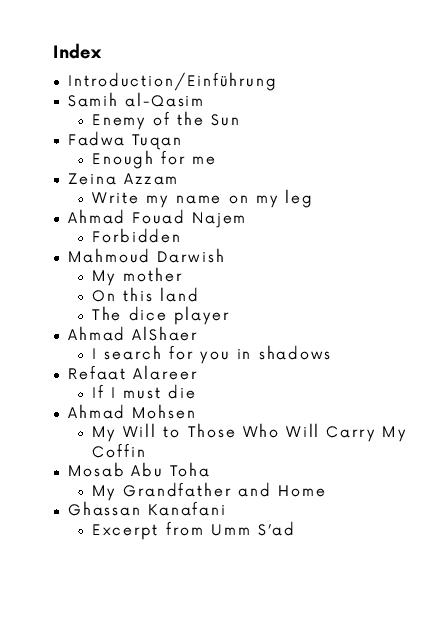 Index
• Introduction/Einführung
• Samih al-Qasim
◦ Enemy of the Sun
• Fadwa Tuqan
◦ Enough for me
• Zeina Azzam
◦ Write my name on my leg
• Ahmad Fouad Najem
◦ Forbidden
• Mahmoud Darwish
◦ My mother
◦ On this land
◦ The dice player
• Ahmad AlShaer
◦ I search for you in shadows
• Refaat Alareer
◦ If I must die
• Ahmad Mohsen
◦ My Will to Those Who Will Carry My
Coffin
• Mosab Abu Toha
◦ My Grandfather and Home
• Ghassan Kanafani
◦ Excerpt from Umm S’ad